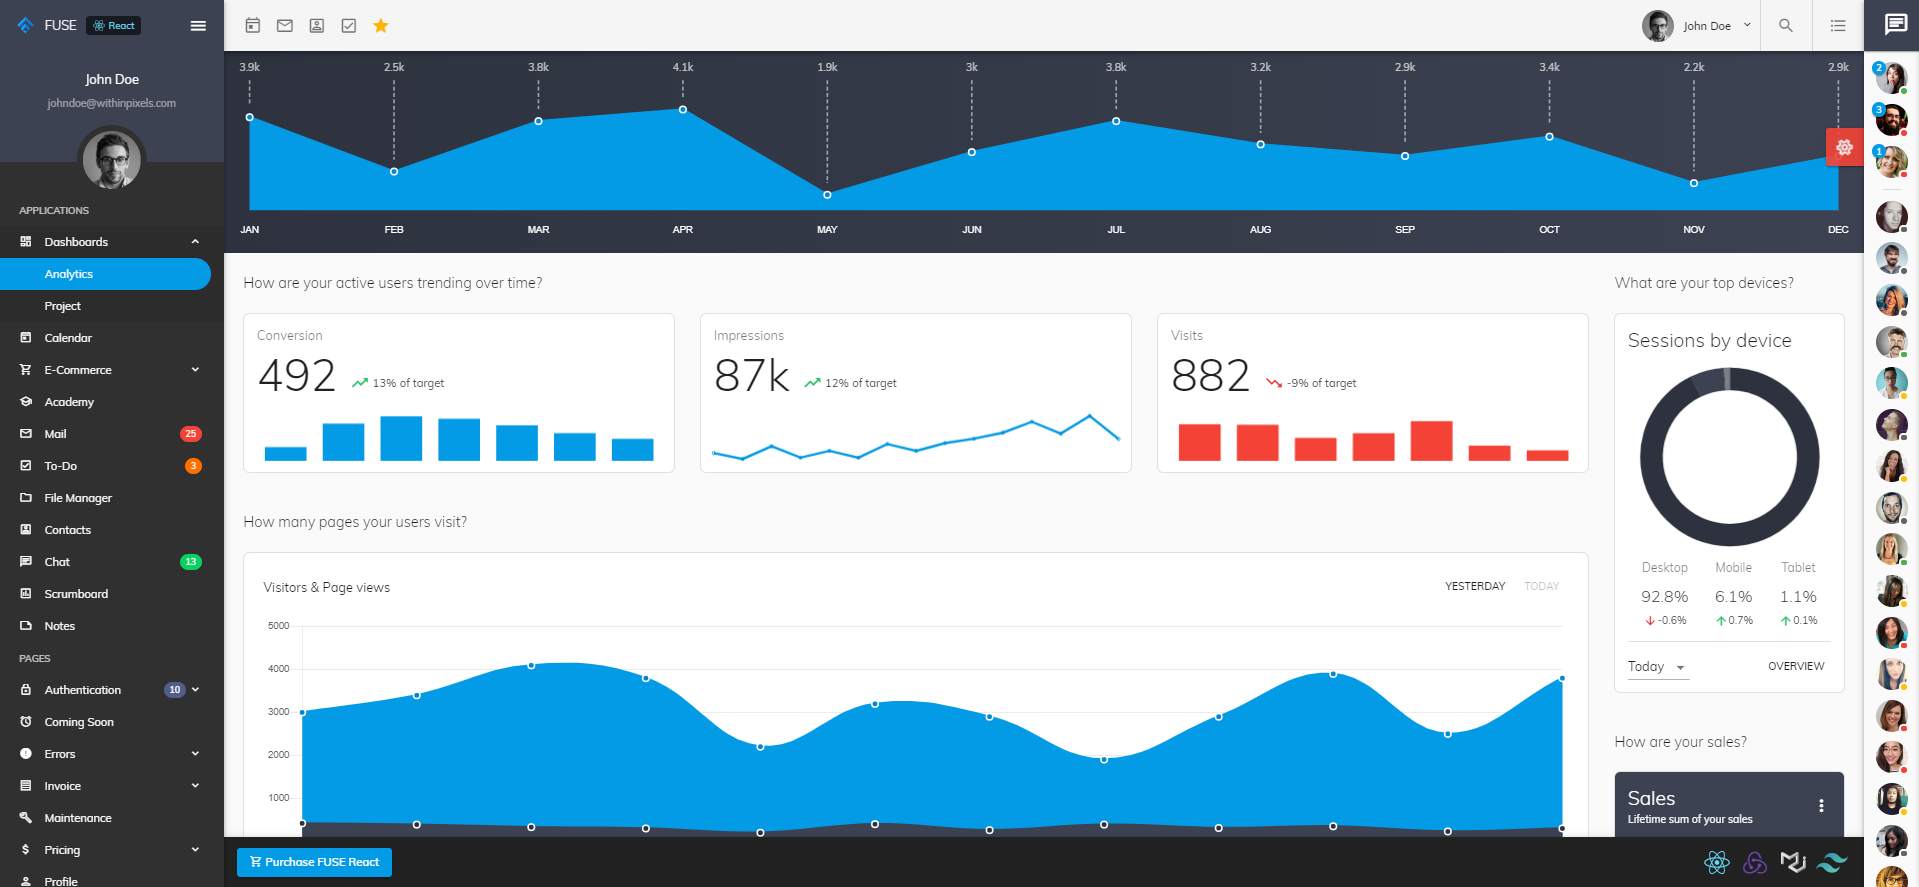 FUSE React
John Doe
johndoe@withinpixels.com
APPLICATIONS
Dashboards
Analytics
Project
Calendar
E-Commerce
Academy
Mail 25
To-Do 3
File Manager
Contacts
Chat 13
Scrumboard
Notes
PAGES
Authentication 10
Coming Soon
Errors
Invoice
Maintenance
Pricing
Profile
John Doe
3.9k 2.5k 3.8k 4.1k 1.9k 3k 3.8k 3.2k 2.9k 3.4k 2.2k 2.9k
JAN FEB MAR APR MAY JUN JUL AUG SEP OCT NOV DEC
How are your active users trending over time?
Conversion
492 13% of target
Impressions
87k 12% of target
Visits
882 -9% of target
How many pages your users visit?
Visitors & Page views
YESTERDAY TODAY
5000
4000
3000
2000
1000
What are your top devices?
Sessions by device
Desktop Mobile Tablet
92.8% 6.1% 1.1%
-0.6% 0.7% 0.1%
Today OVERVIEW
How are your sales?
Sales
Lifetime sum of your sales
2
3
1
Purchase FUSE React